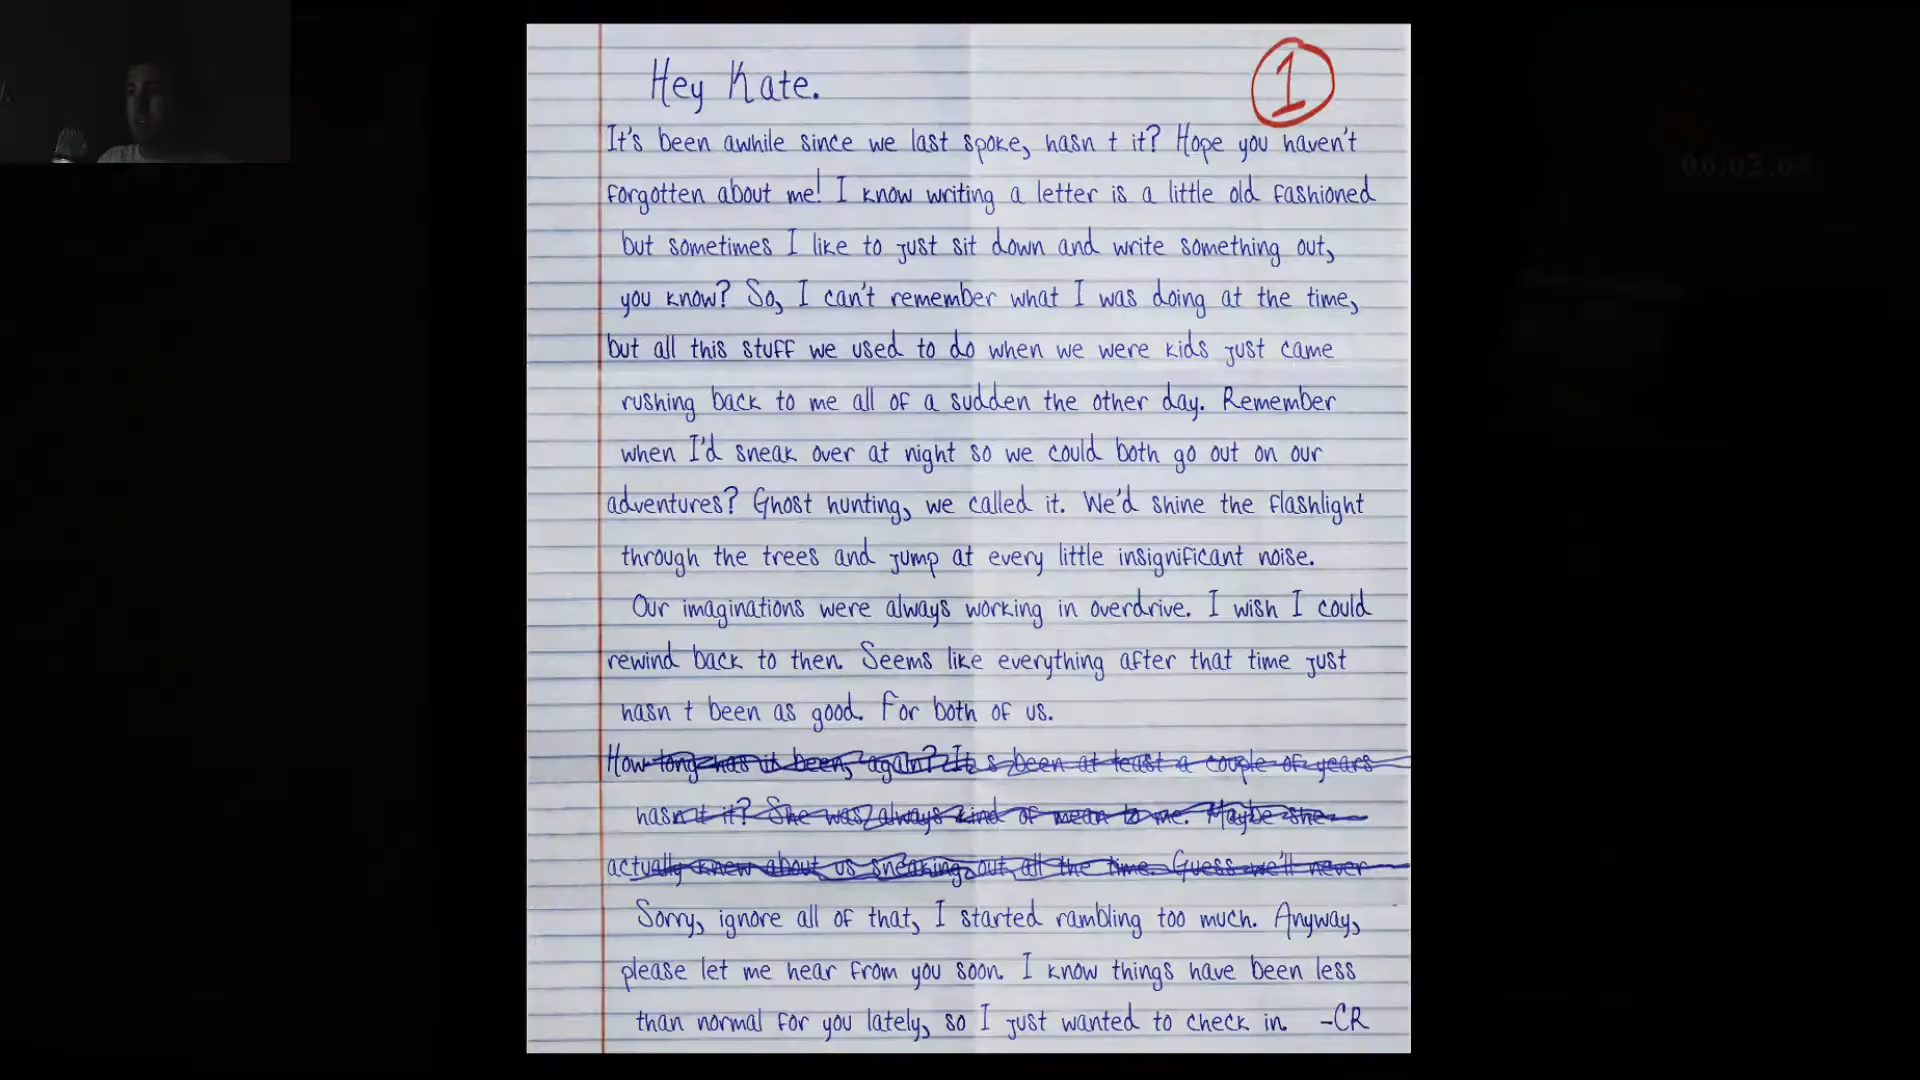 Hey Kate.
1
It's been awhile since we last spoke, hasn t it? Hope you haven't
forgotten about me! I know writing a letter is a little old fashioned
but sometimes I like to just sit down and write something out,
you know? So, I can't remember what I was doing at the time,
but all this stuff we used to do when we were kids just came
rushing back to me all of a sudden the other day. Remember
when I'd sneak over at night so we could both go out on our
adventures? Ghost hunting, we called it. We'd shine the flashlight
through the trees and jump at every little insignificant noise.
Our imaginations were always working in overdrive. I wish I could
rewind back to then. Seems like everything after that time just
hasn t been as good. For both of us.
How long has it been, again? It s been at least a couple of years
hasn t it? She was always kind of mean to me. Maybe she
actually knew about us sneaking out all the time. Guess we'll never
Sorry, ignore all of that, I started rambling too much. Anyway,
please let me hear from you soon. I know things have been less
than normal for you lately, so I just wanted to check in. -CR